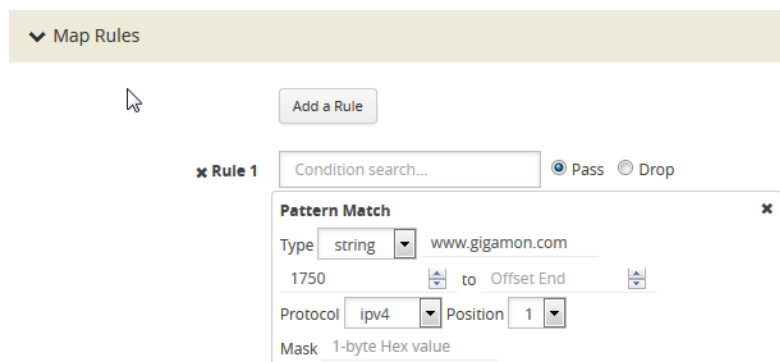 Map Rules
Add a Rule
Rule 1 Condition search... Pass Drop
Pattern Match
Type string www.gigamon.com
1750 to Offset End
Protocol ipv4 Position 1
Mask 1-byte Hex value